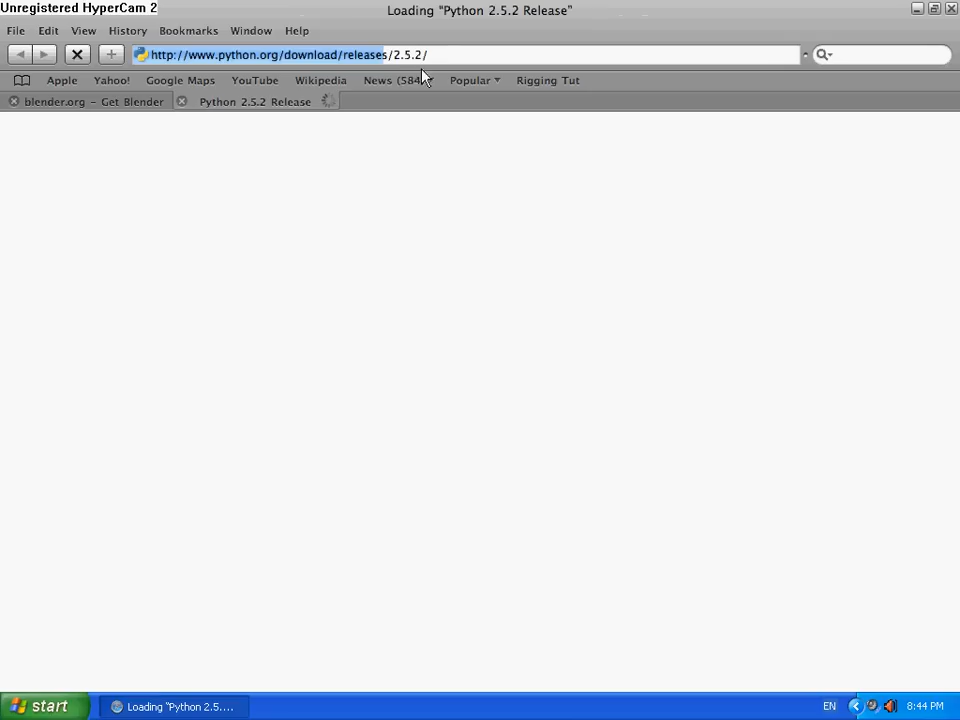 Unregistered HyperCam 2
Loading "Python 2.5.2 Release"
File Edit View History Bookmarks Window Help
http://www.python.org/download/releases/2.5.2/
Apple Yahoo! Google Maps YouTube Wikipedia News (584 Popular Rigging Tut
blender.org – Get Blender Python 2.5.2 Release
start Loading "Python 2.5.... EN 8:44 PM